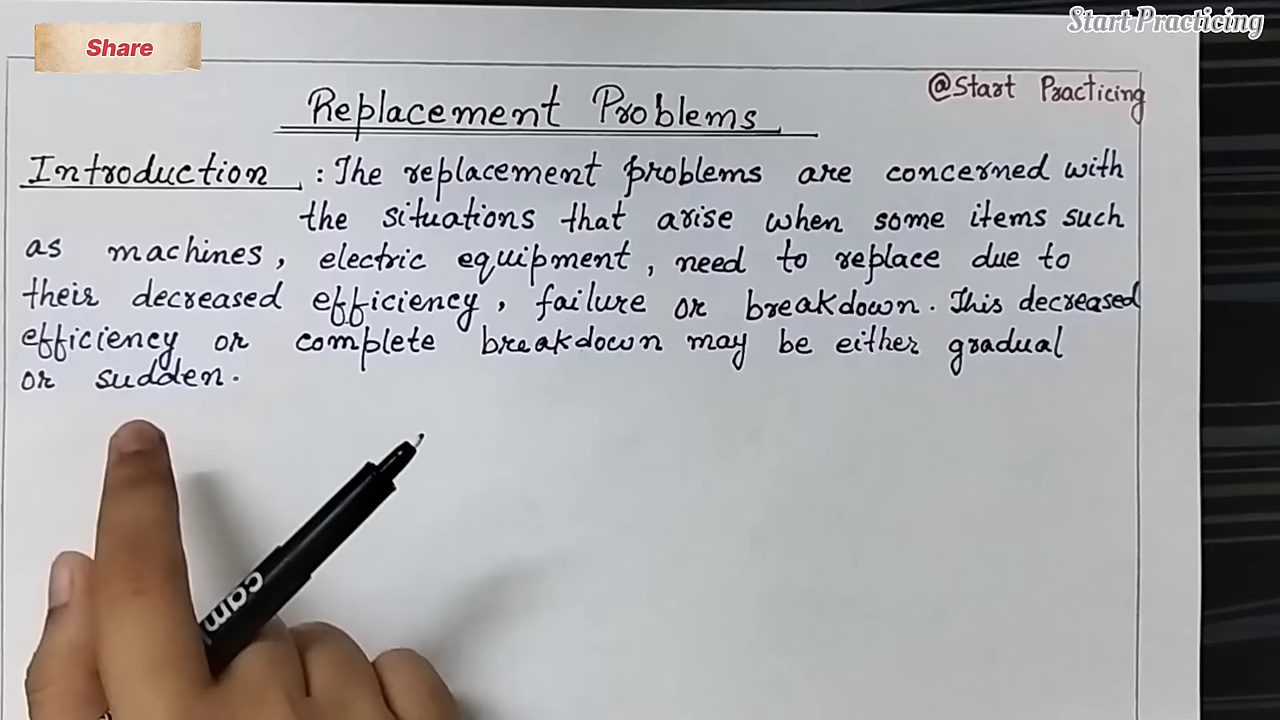 Share
Start Practicing
@Start Practicing
Replacement Problems
Introduction : The replacement problems are concerned with
the situations that arise when some items such
as machines, electric equipment, need to replace due to
their decreased efficiency, failure or breakdown. This decreased
efficiency or complete breakdown may be either gradual
or sudden.
cam